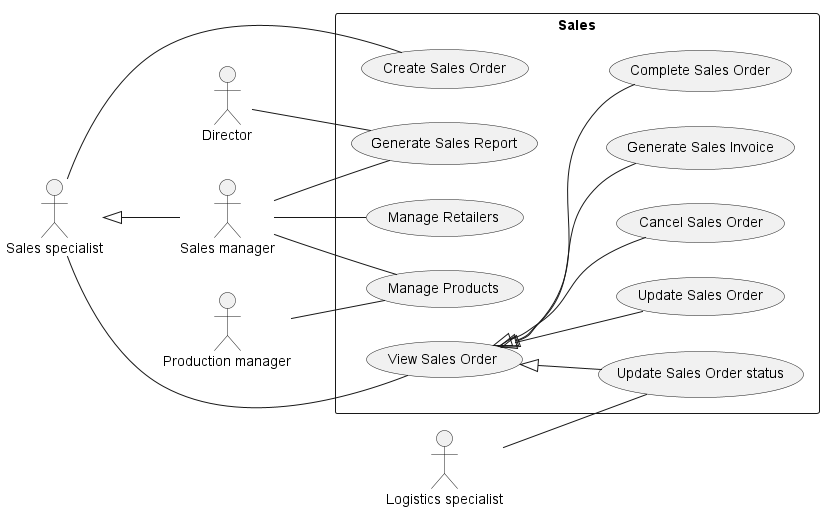 Sales
Create Sales Order
Complete Sales Order
Director
Generate Sales Report
Generate Sales Invoice
Sales specialist
Sales manager
Manage Retailers
Cancel Sales Order
Manage Products
Update Sales Order
Production manager
View Sales Order
Update Sales Order status
Logistics specialist